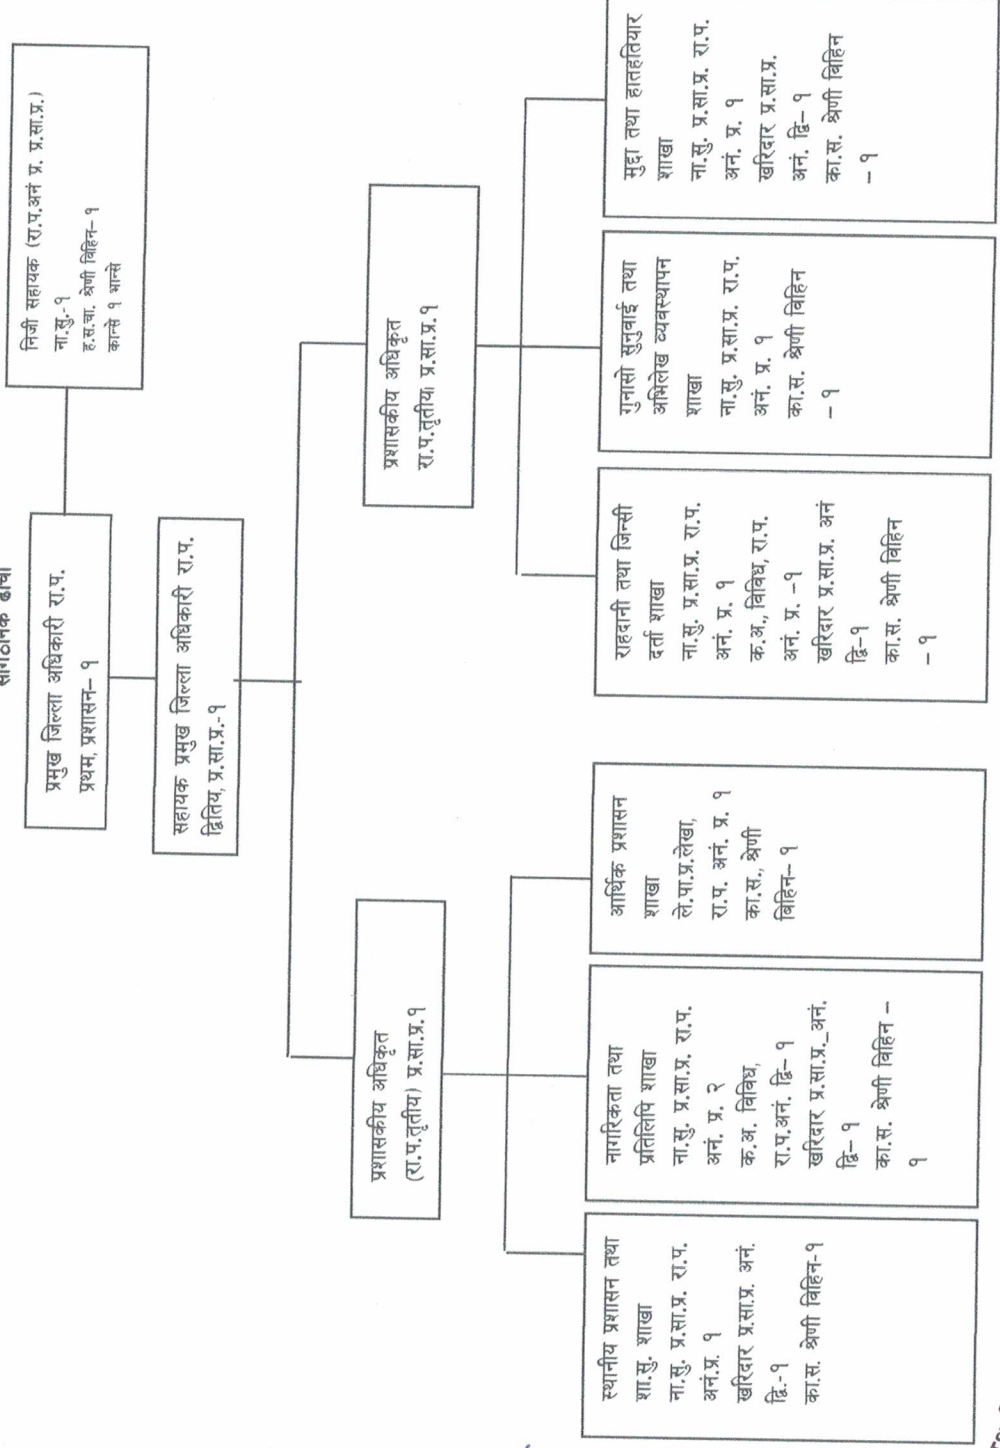 सांगठानिक ढाँचा
प्रमुख जिल्ला अधिकारी रा.प.
प्रथम, प्रशासन– १
निजी सहायक (रा.प.अनं प्र. प्र.सा.प्र.)
ना.सु.-१
ह.स.चा. श्रेणी विहिन– १
कान्से १ भान्से
सहायक प्रमुख जिल्ला अधिकारी रा.प.
द्वितिय, प्र.सा.प्र.-१
प्रशासकीय अधिकृत
(रा.प.तृतीय) प्र.सा.प्र.१
प्रशासकीय अधिकृत
रा.प.तृतीय। प्र.सा.प्र.१
स्थानीय प्रशासन तथा
शा.सु. शाखा
ना.सु. प्र.सा.प्र. रा.प.
अनं.प्र. १
खरिदार प्र.सा.प्र. अनं.
द्वि.-१
का.स. श्रेणी विहिन-१
नागरिकता तथा
प्रतिलिपि शाखा
ना.सु. प्र.सा.प्र. रा.प.
अनं. प्र. २
क.अ. विविध,
रा.प.अनं. द्वि– १
खरिदार प्र.सा.प्र._अनं.
द्वि– १
का.स. श्रेणी विहिन –
१
आर्थिक प्रशासन
शाखा
ले.पा.प्र.लेखा,
रा.प. अनं. प्र. १
का.स., श्रेणी
बिहिन– १
राहदानी तथा जिन्सी
दर्ता शाखा
ना.सु. प्र.सा.प्र. रा.प.
अनं. प्र. १
क.अ., विविध, रा.प.
अनं. प्र. –१
खरिदार प्र.सा.प्र. अनं
द्वि–१
का.स. श्रेणी विहिन
– १
गुनासो सुनुवाई तथा
अभिलेख व्यवस्थापन
शाखा
ना.सु. प्र.सा.प्र. रा.प.
अनं. प्र. १
का.स. श्रेणी विहिन
– १
मुद्दा तथा हातहतियार
शाखा
ना.सु. प्र.सा.प्र. रा.प.
अनं. प्र. १
खरिदार प्र.सा.प्र.
अनं. द्वि– १
का.स. श्रेणी विहिन
– १